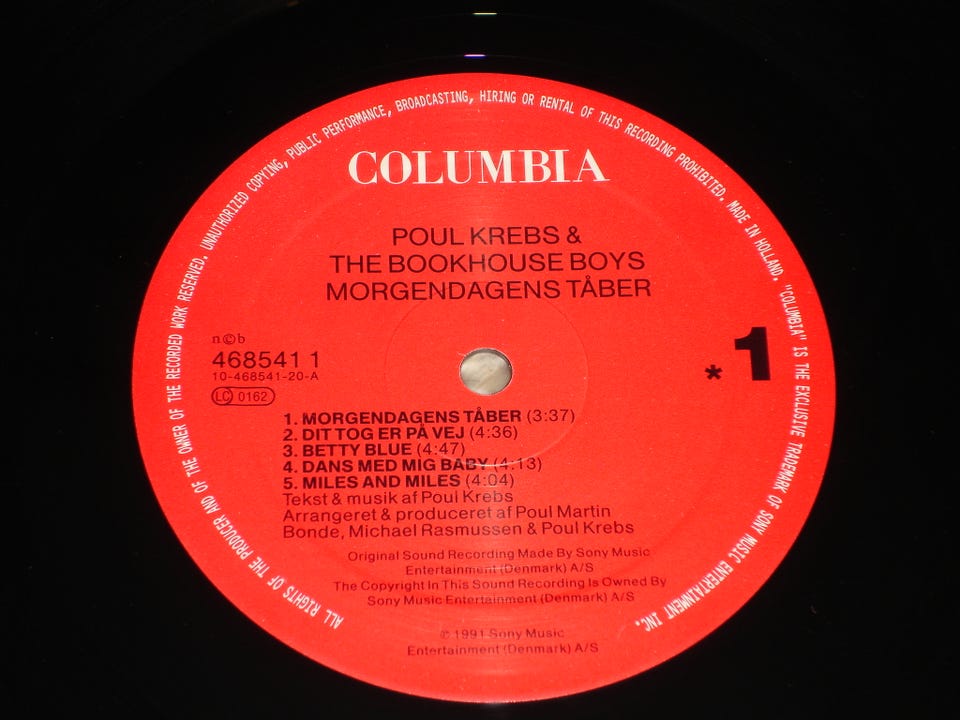 ALL RIGHTS OF THE PRODUCER AND OF THE OWNER OF THE RECORDED WORK RESERVED. UNAUTHORIZED COPYING, PUBLIC PERFORMANCE, BROADCASTING, HIRING OR RENTAL OF THIS RECORDING PROHIBITED. MADE IN HOLLAND. "COLUMBIA" IS THE EXCLUSIVE TRADEMARK OF SONY MUSIC ENTERTAINMENT INC.
COLUMBIA
POUL KREBS &
THE BOOKHOUSE BOYS
MORGENDAGENS TÅBER
n©b
468541 1
10-468541-20-A
LC 0162
* 1
1. MORGENDAGENS TÅBER (3:37)
2. DIT TOG ER PÅ VEJ (4:36)
3. BETTY BLUE (4:47)
4. DANS MED MIG BABY (4:13)
5. MILES AND MILES (4:04)
Tekst & musik af Poul Krebs
Arrangeret & produceret af Poul Martin
Bonde, Michael Rasmussen & Poul Krebs
Original Sound Recording Made By Sony Music
Entertainment (Denmark) A/S
The Copyright In This Sound Recording Is Owned By
Sony Music Entertainment (Denmark) A/S
© 1991 Sony Music
Entertainment (Denmark) A/S